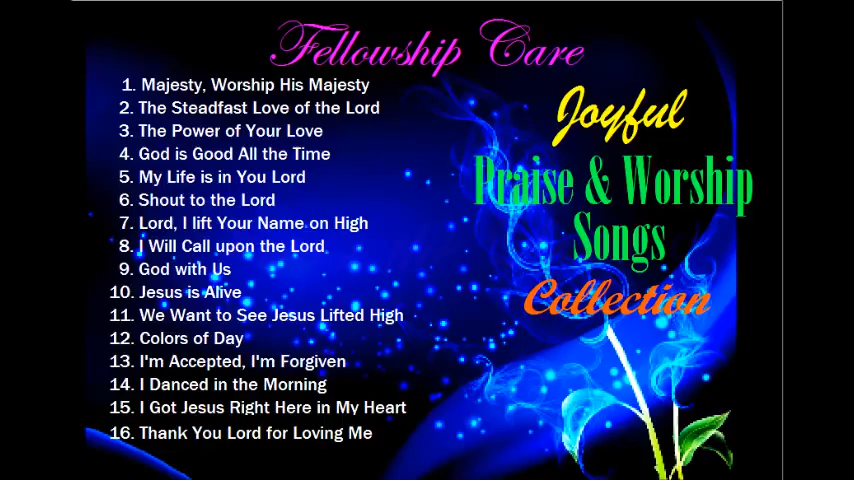 Fellowship Care
1. Majesty, Worship His Majesty
2. The Steadfast Love of the Lord
3. The Power of Your Love
4. God is Good All the Time
5. My Life is in You Lord
6. Shout to the Lord
7. Lord, I lift Your Name on High
8. I Will Call upon the Lord
9. God with Us
10. Jesus is Alive
11. We Want to See Jesus Lifted High
12. Colors of Day
13. I'm Accepted, I'm Forgiven
14. I Danced in the Morning
15. I Got Jesus Right Here in My Heart
16. Thank You Lord for Loving Me
Joyful
Praise & Worship
Songs
Collection